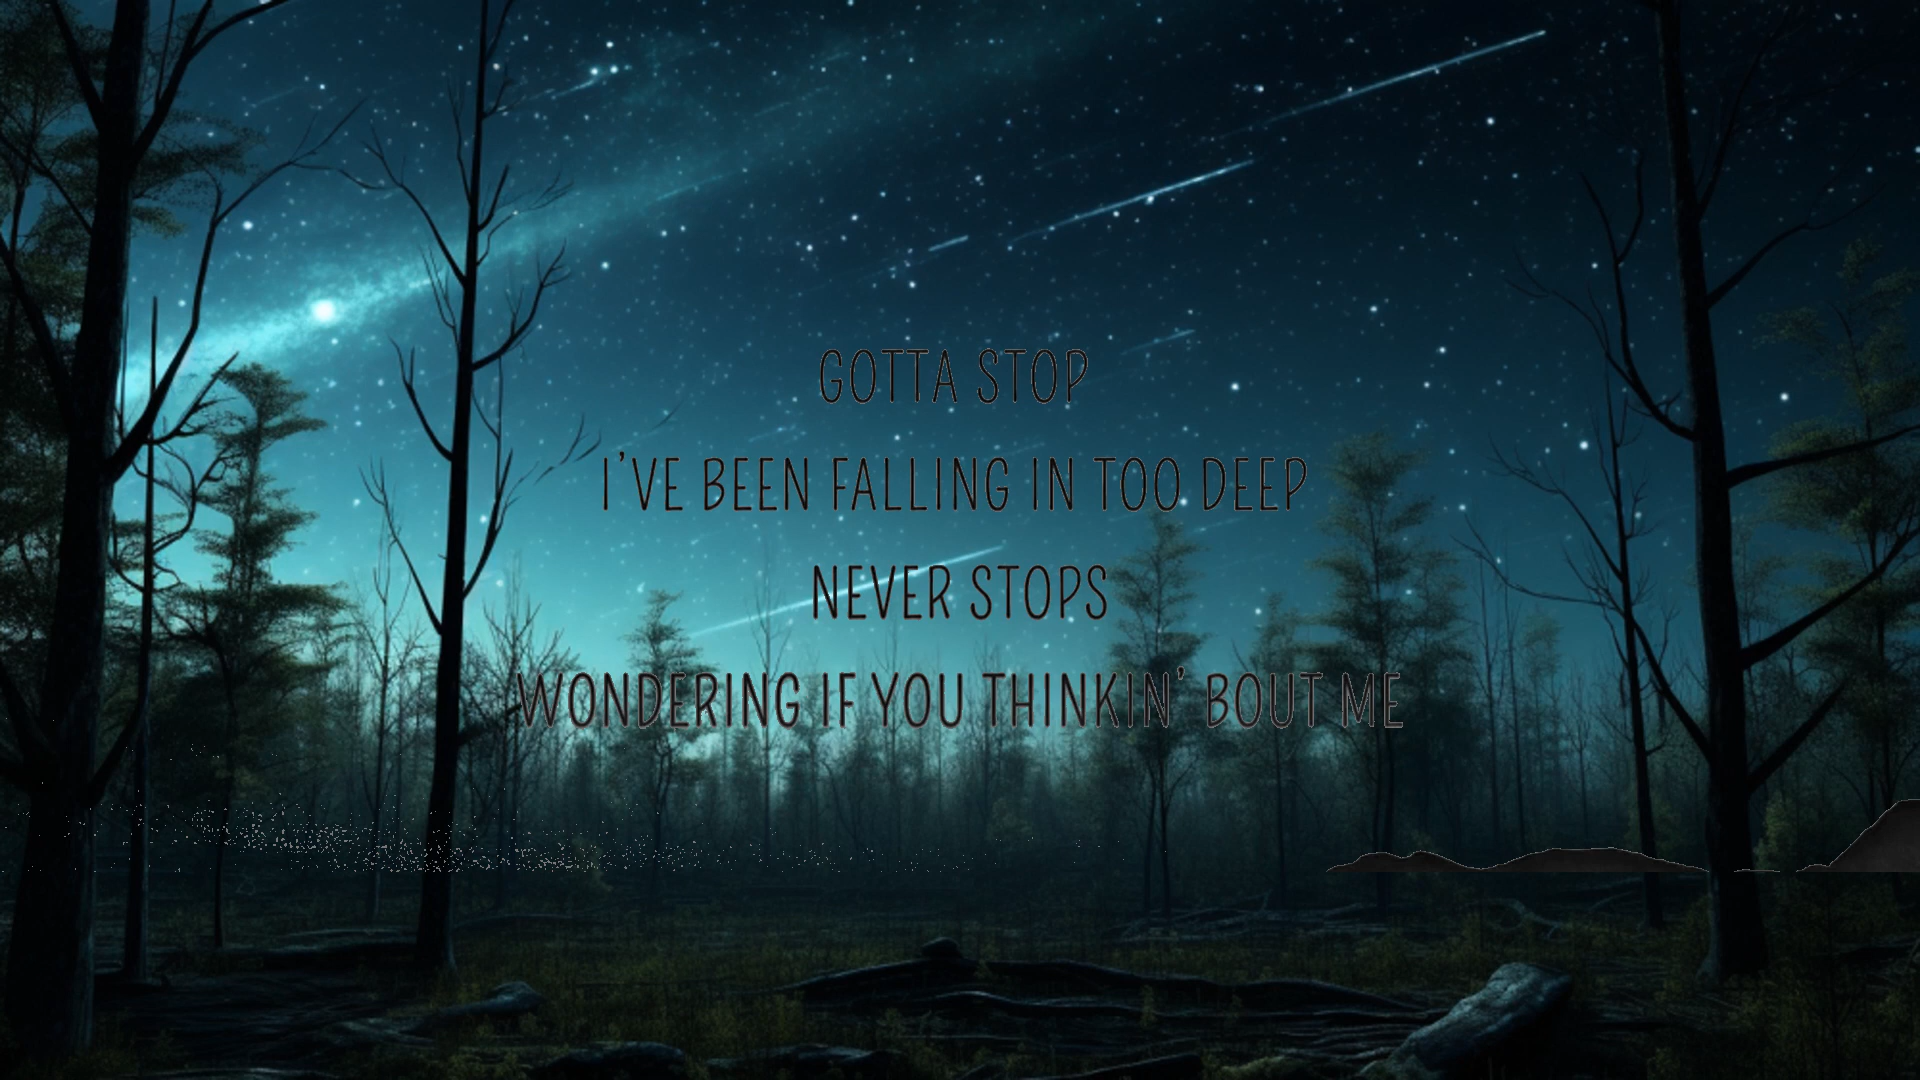 GOTTA STOP
I'VE BEEN FALLING IN TOO DEEP
NEVER STOPS
WONDERING IF YOU THINKIN' BOUT ME